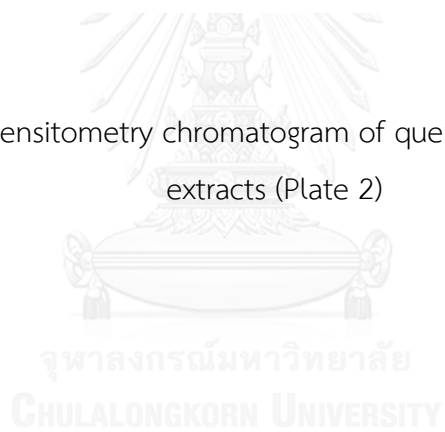 ensitometry chromatogram of que
extracts (Plate 2)
จุฬาลงกรณ์มหาวิทยาลัย
CHULALONGKORN UNIVERSITY